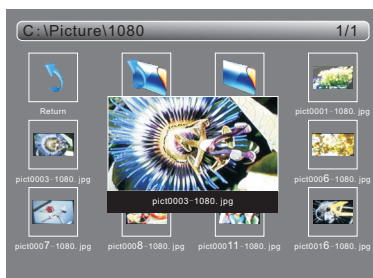 C:\Picture\1080 1/1
Return
pict0001-1080. jpg
pict0003-1080. jpg
pict0006-1080. jpg
pict0003-1080. jpg
pict0007-1080. jpg
pict0008-1080. jpg
pict0011-1080. jpg
pict0016-1080. jpg